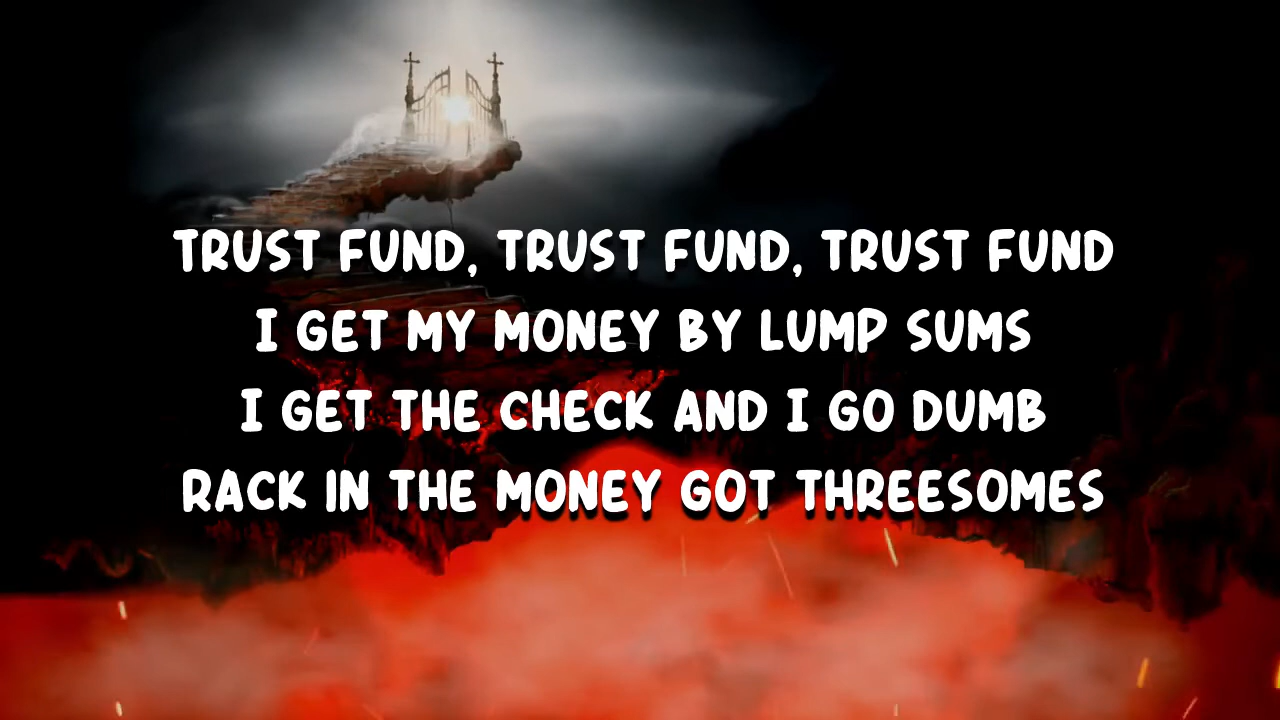 TRUST FUND, TRUST FUND, TRUST FUND
I GET MY MONEY BY LUMP SUMS
I GET THE CHECK AND I GO DUMB
RACK IN THE MONEY GOT THREESOMES